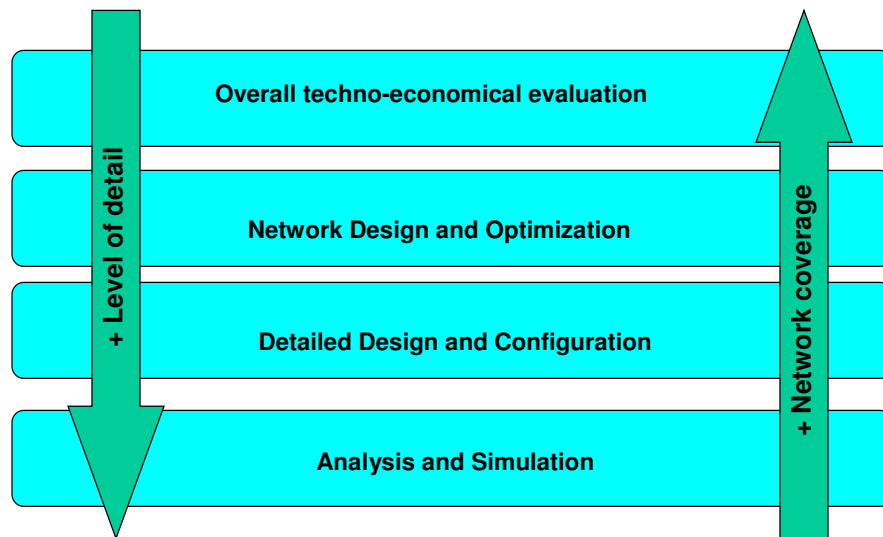 Overall techno-economical evaluation
+ Level of detail
Network Design and Optimization
+ Network coverage
Detailed Design and Configuration
Analysis and Simulation